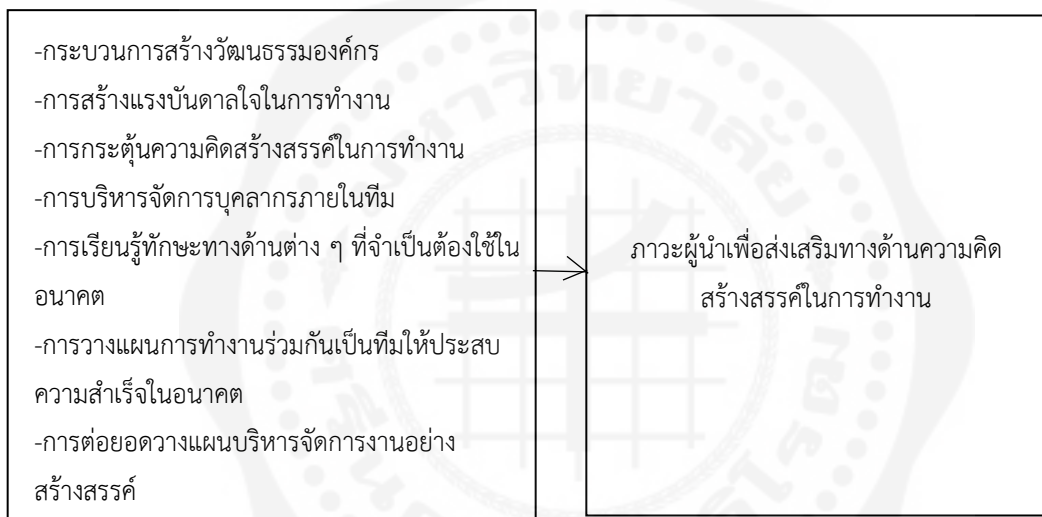 -กระบวนการสร้างวัฒนธรรมองค์กร
-การสร้างแรงบันดาลใจในการทำงาน
-การกระตุ้นความคิดสร้างสรรค์ในการทำงาน
-การบริหารจัดการบุคลากรภายในทีม
-การเรียนรู้ทักษะทางด้านต่าง ๆ ที่จำเป็นต้องใช้ใน
อนาคต
-การวางแผนการทำงานร่วมกันเป็นทีมให้ประสบ
ความสำเร็จในอนาคต
-การต่อยอดวางแผนบริหารจัดการงานอย่าง
สร้างสรรค์
ภาวะผู้นำเพื่อส่งเสริมทางด้านความคิด
สร้างสรรค์ในการทำงาน